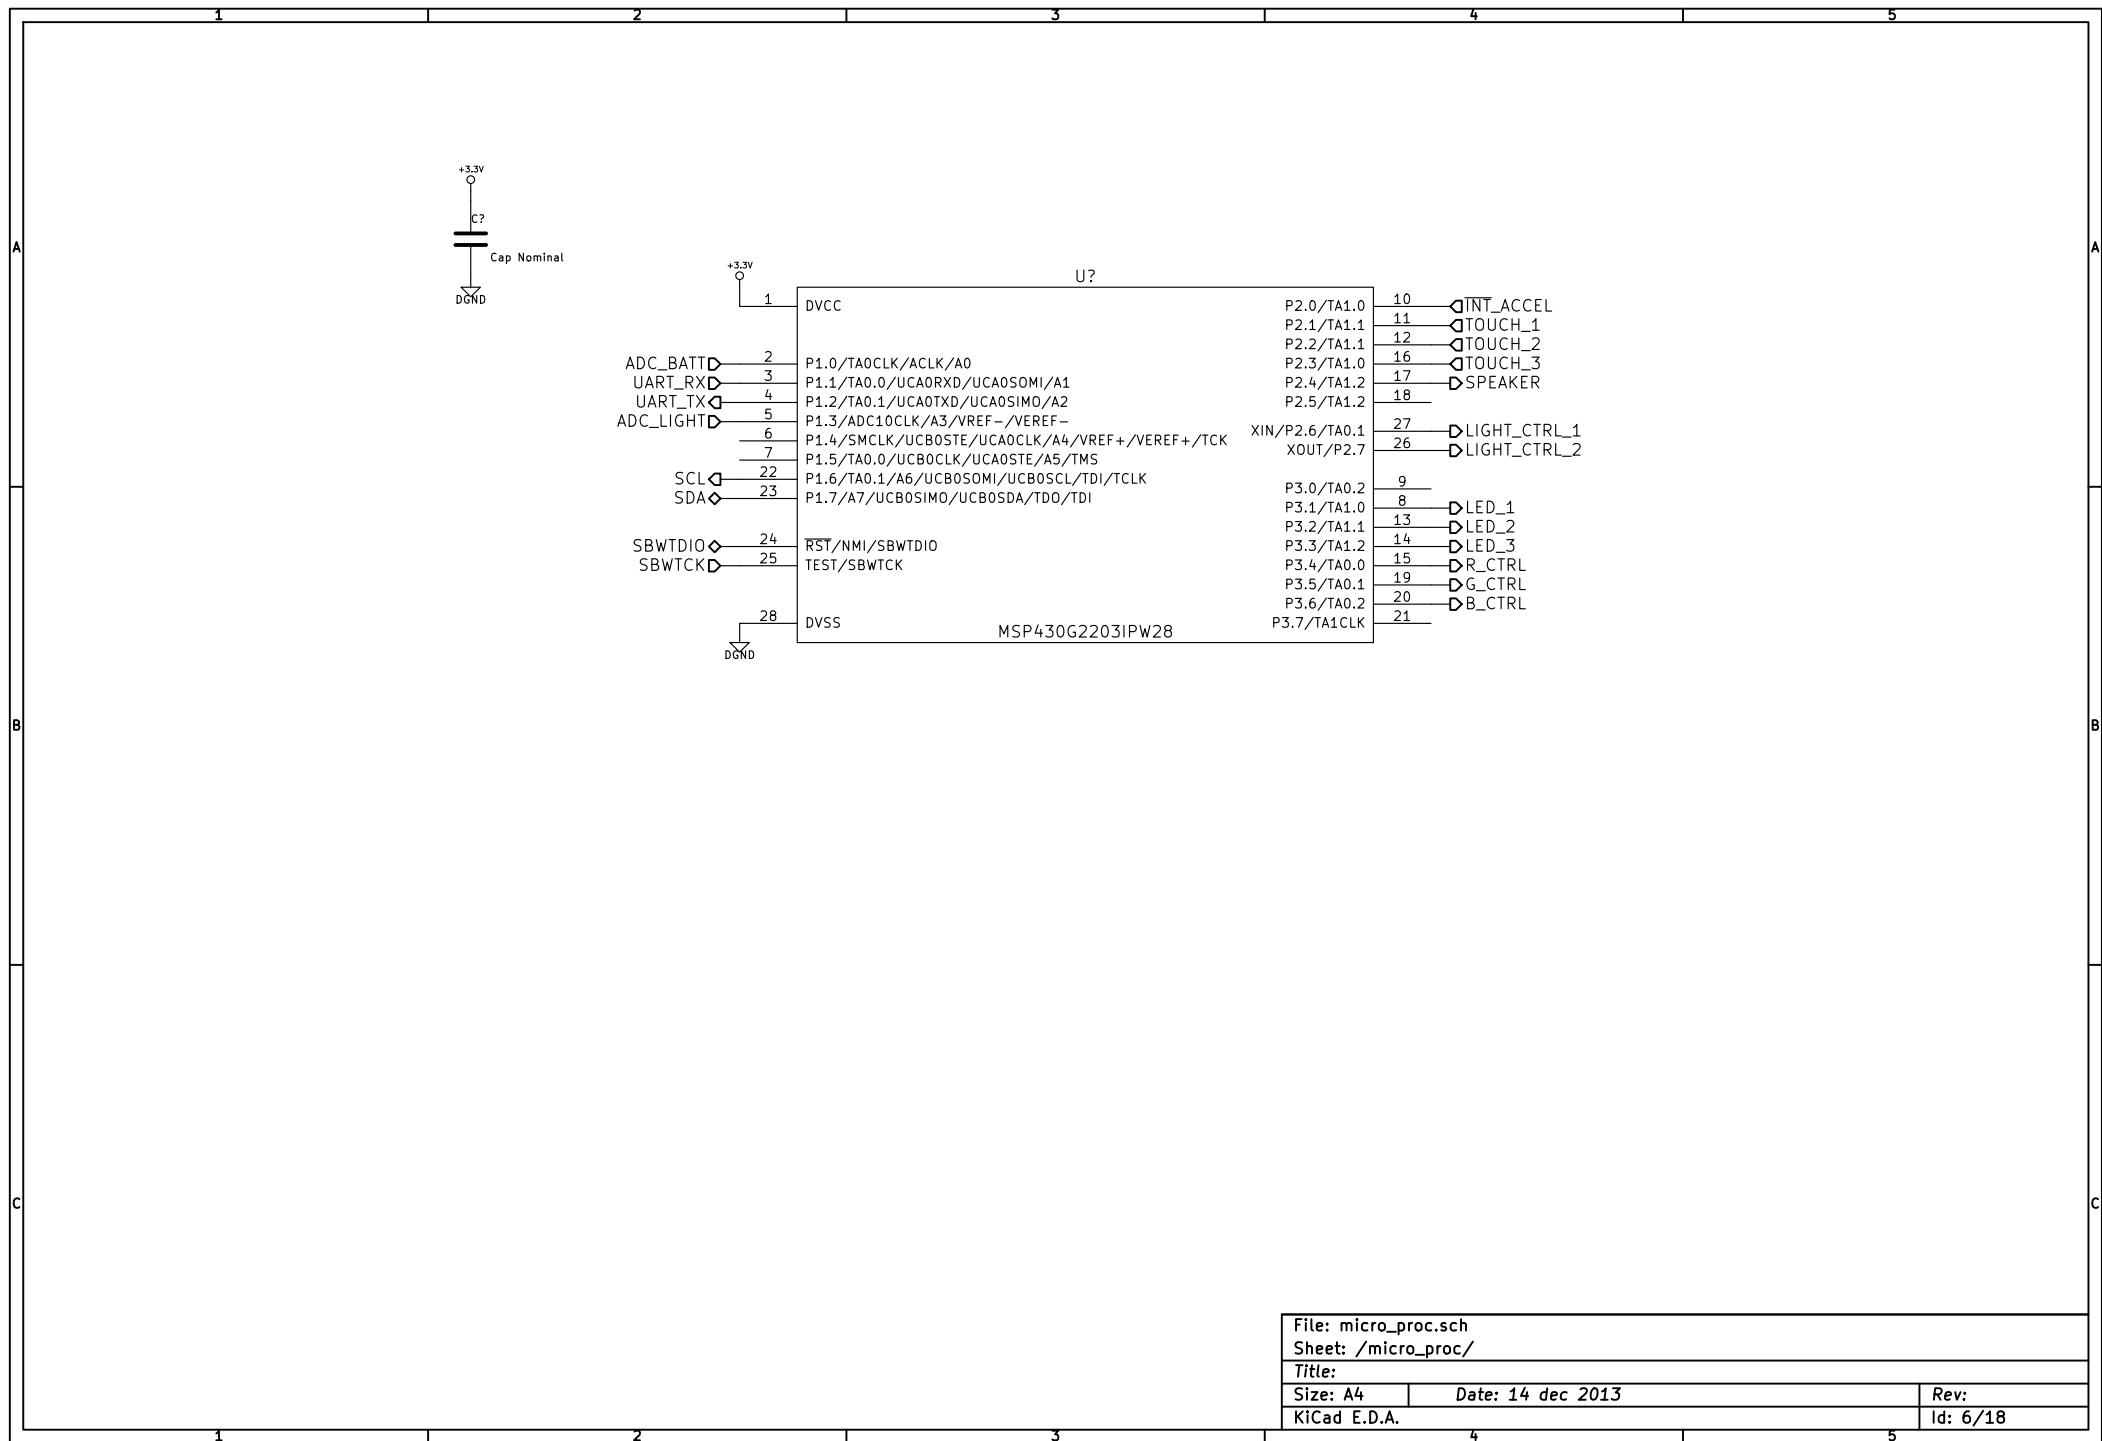 1 2 3 4 5
+3.3V
C?
A A
Cap Nominal
DGND
+3.3V
U?
1 DVCC P2.0/TA1.0 10 INT_ACCEL
P2.1/TA1.1 11 TOUCH_1
P2.2/TA1.1 12 TOUCH_2
ADC_BATT 2 P1.0/TA0CLK/ACLK/A0 P2.3/TA1.0 16 TOUCH_3
UART_RX 3 P1.1/TA0.0/UCA0RXD/UCA0SOMI/A1 P2.4/TA1.2 17 SPEAKER
UART_TX 4 P1.2/TA0.1/UCA0TXD/UCA0SIMO/A2 P2.5/TA1.2 18
ADC_LIGHT 5 P1.3/ADC10CLK/A3/VREF-/VEREF-
XIN/P2.6/TA0.1 27 LIGHT_CTRL_1
6 P1.4/SMCLK/UCB0STE/UCA0CLK/A4/VREF+/VEREF+/TCK
XOUT/P2.7 26 LIGHT_CTRL_2
7 P1.5/TA0.0/UCB0CLK/UCA0STE/A5/TMS
SCL 22 P1.6/TA0.1/A6/UCB0SOMI/UCB0SCL/TDI/TCLK
P3.0/TA0.2 9
SDA 23 P1.7/A7/UCB0SIMO/UCB0SDA/TDO/TDI
P3.1/TA1.0 8 LED_1
P3.2/TA1.1 13 LED_2
SBWTDIO 24 RST/NMI/SBWTDIO P3.3/TA1.2 14 LED_3
SBWTCK 25 TEST/SBWTCK P3.4/TA0.0 15 R_CTRL
P3.5/TA0.1 19 G_CTRL
P3.6/TA0.2 20 B_CTRL
28 DVSS P3.7/TA1CLK 21
MSP430G2203IPW28
DGND
B B
C C
File: micro_proc.sch
Sheet: /micro_proc/
Title:
Size: A4 Date: 14 dec 2013 Rev:
KiCad E.D.A. Id: 6/18
1 2 3 4 5